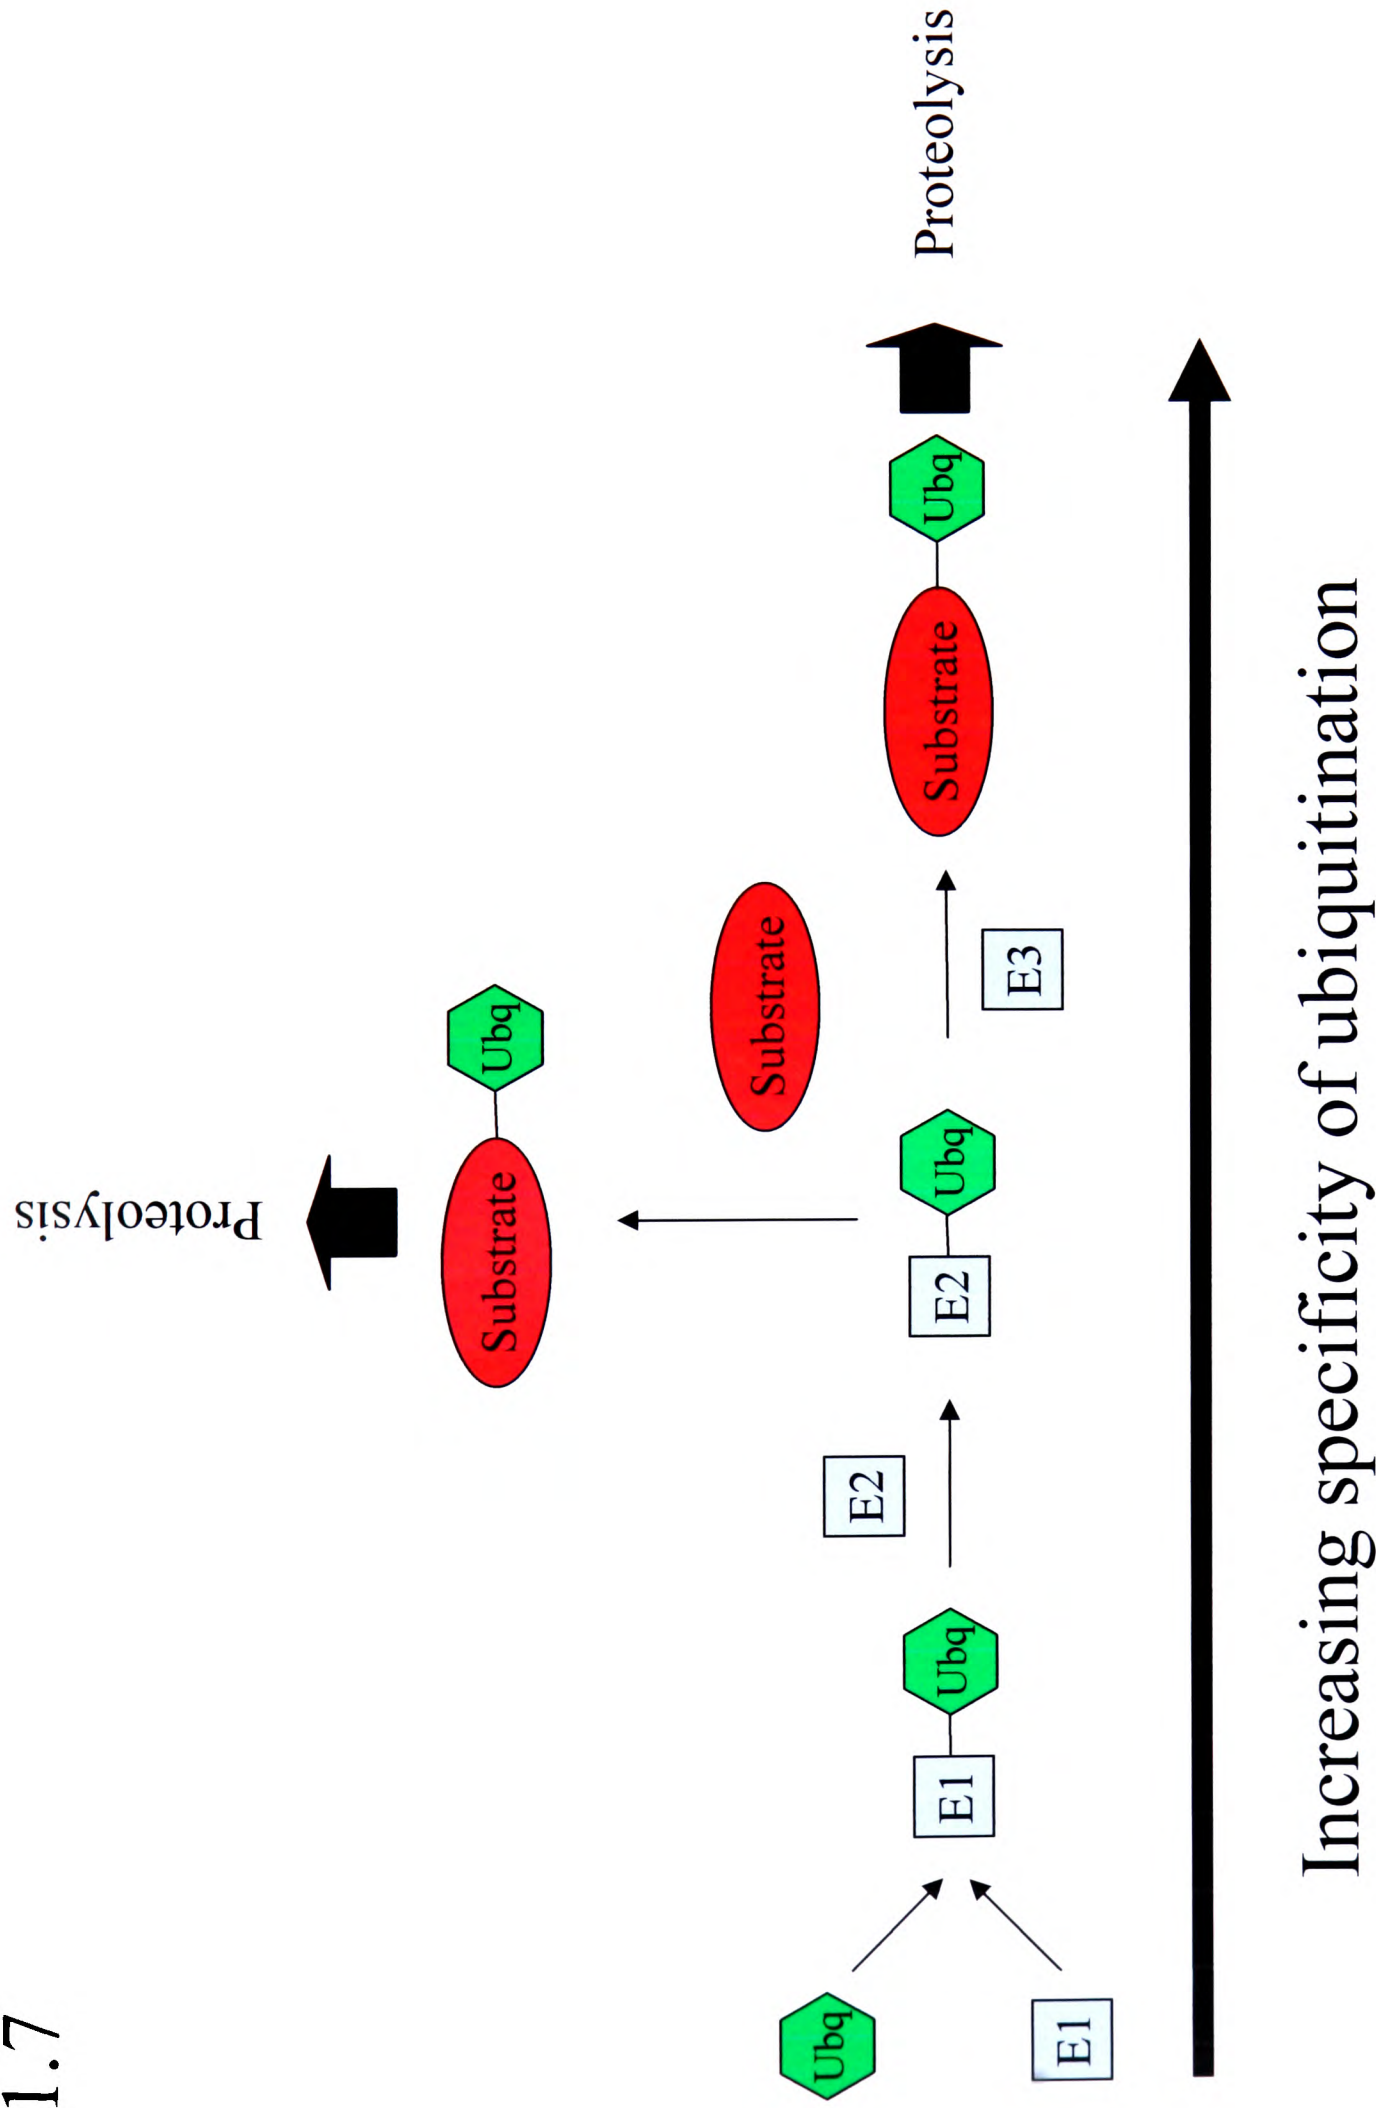 1.7
Proteolysis
Substrate
Ubq
Substrate
E2
Ubq
E1
E1
Ubq
E2
Ubq
E3
Substrate
Ubq
Proteolysis
Increasing specificity of ubiquitination